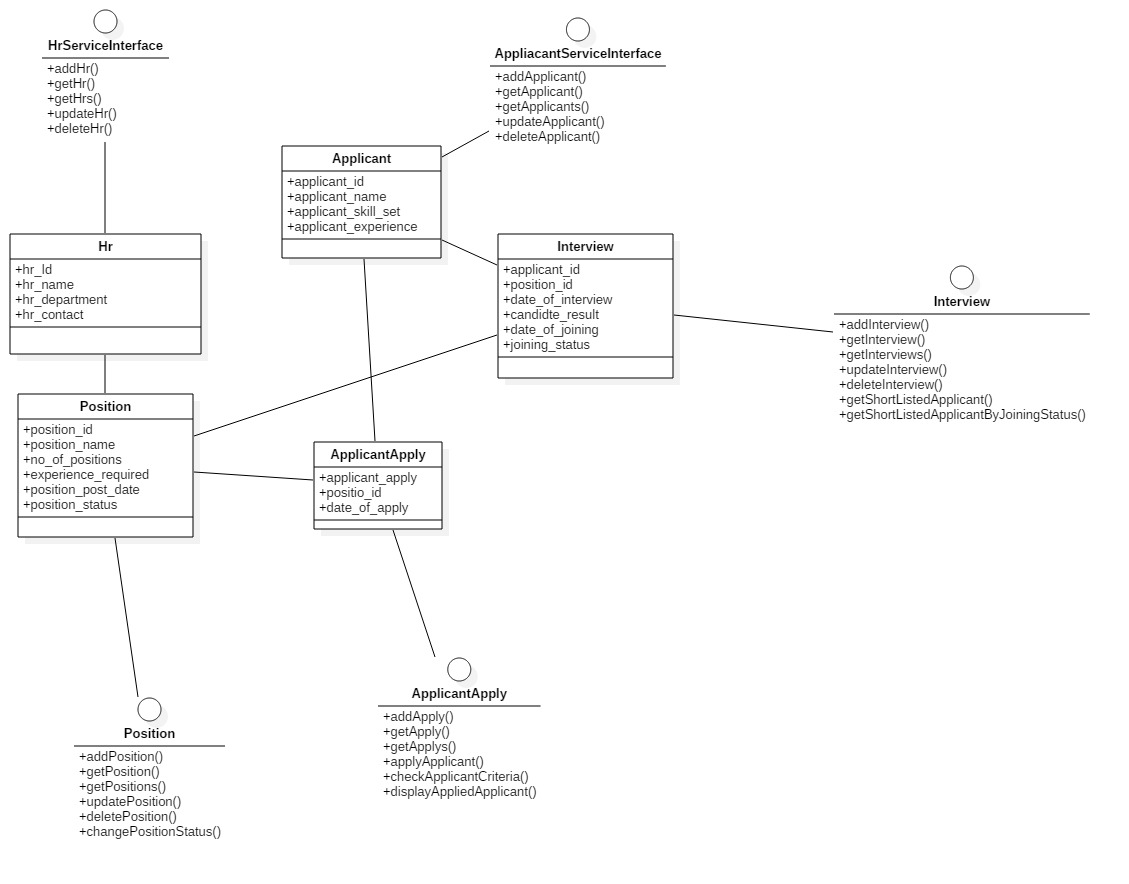 HrServiceInterface
+addHr()
+getHr()
+getHrs()
+updateHr()
+deleteHr()
AppliacantServiceInterface
+addApplicant()
+getApplicant()
+getApplicants()
+updateApplicant()
+deleteApplicant()
Applicant
+applicant_id
+applicant_name
+applicant_skill_set
+applicant_experience
Hr
+hr_Id
+hr_name
+hr_department
+hr_contact
Interview
+applicant_id
+position_id
+date_of_interview
+candidte_result
+date_of_joining
+joining_status
Interview
+addInterview()
+getInterview()
+getInterviews()
+updateInterview()
+deleteInterview()
+getShortListedApplicant()
+getShortListedApplicantByJoiningStatus()
Position
+position_id
+position_name
+no_of_positions
+experience_required
+position_post_date
+position_status
ApplicantApply
+applicant_apply
+positio_id
+date_of_apply
ApplicantApply
+addApply()
+getApply()
+getApplys()
+applyApplicant()
+checkApplicantCriteria()
+displayAppliedApplicant()
Position
+addPosition()
+getPosition()
+getPositions()
+updatePosition()
+deletePosition()
+changePositionStatus()